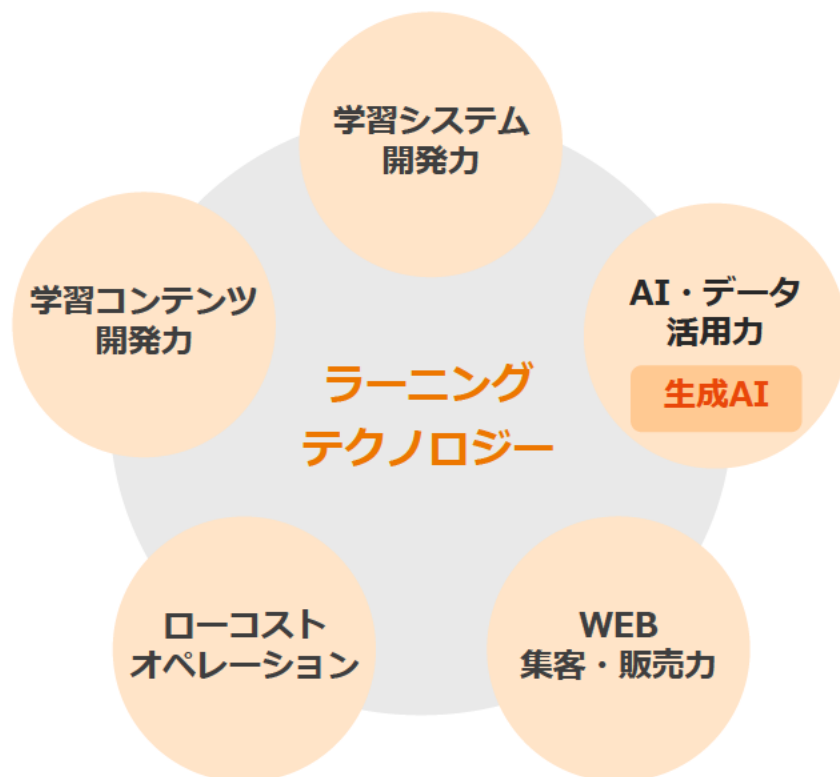 学習システム
開発力
学習コンテンツ
開発力
AI・データ
活用力
生成AI
ラーニング
テクノロジー
ローコスト
オペレーション
WEB
集客・販売力